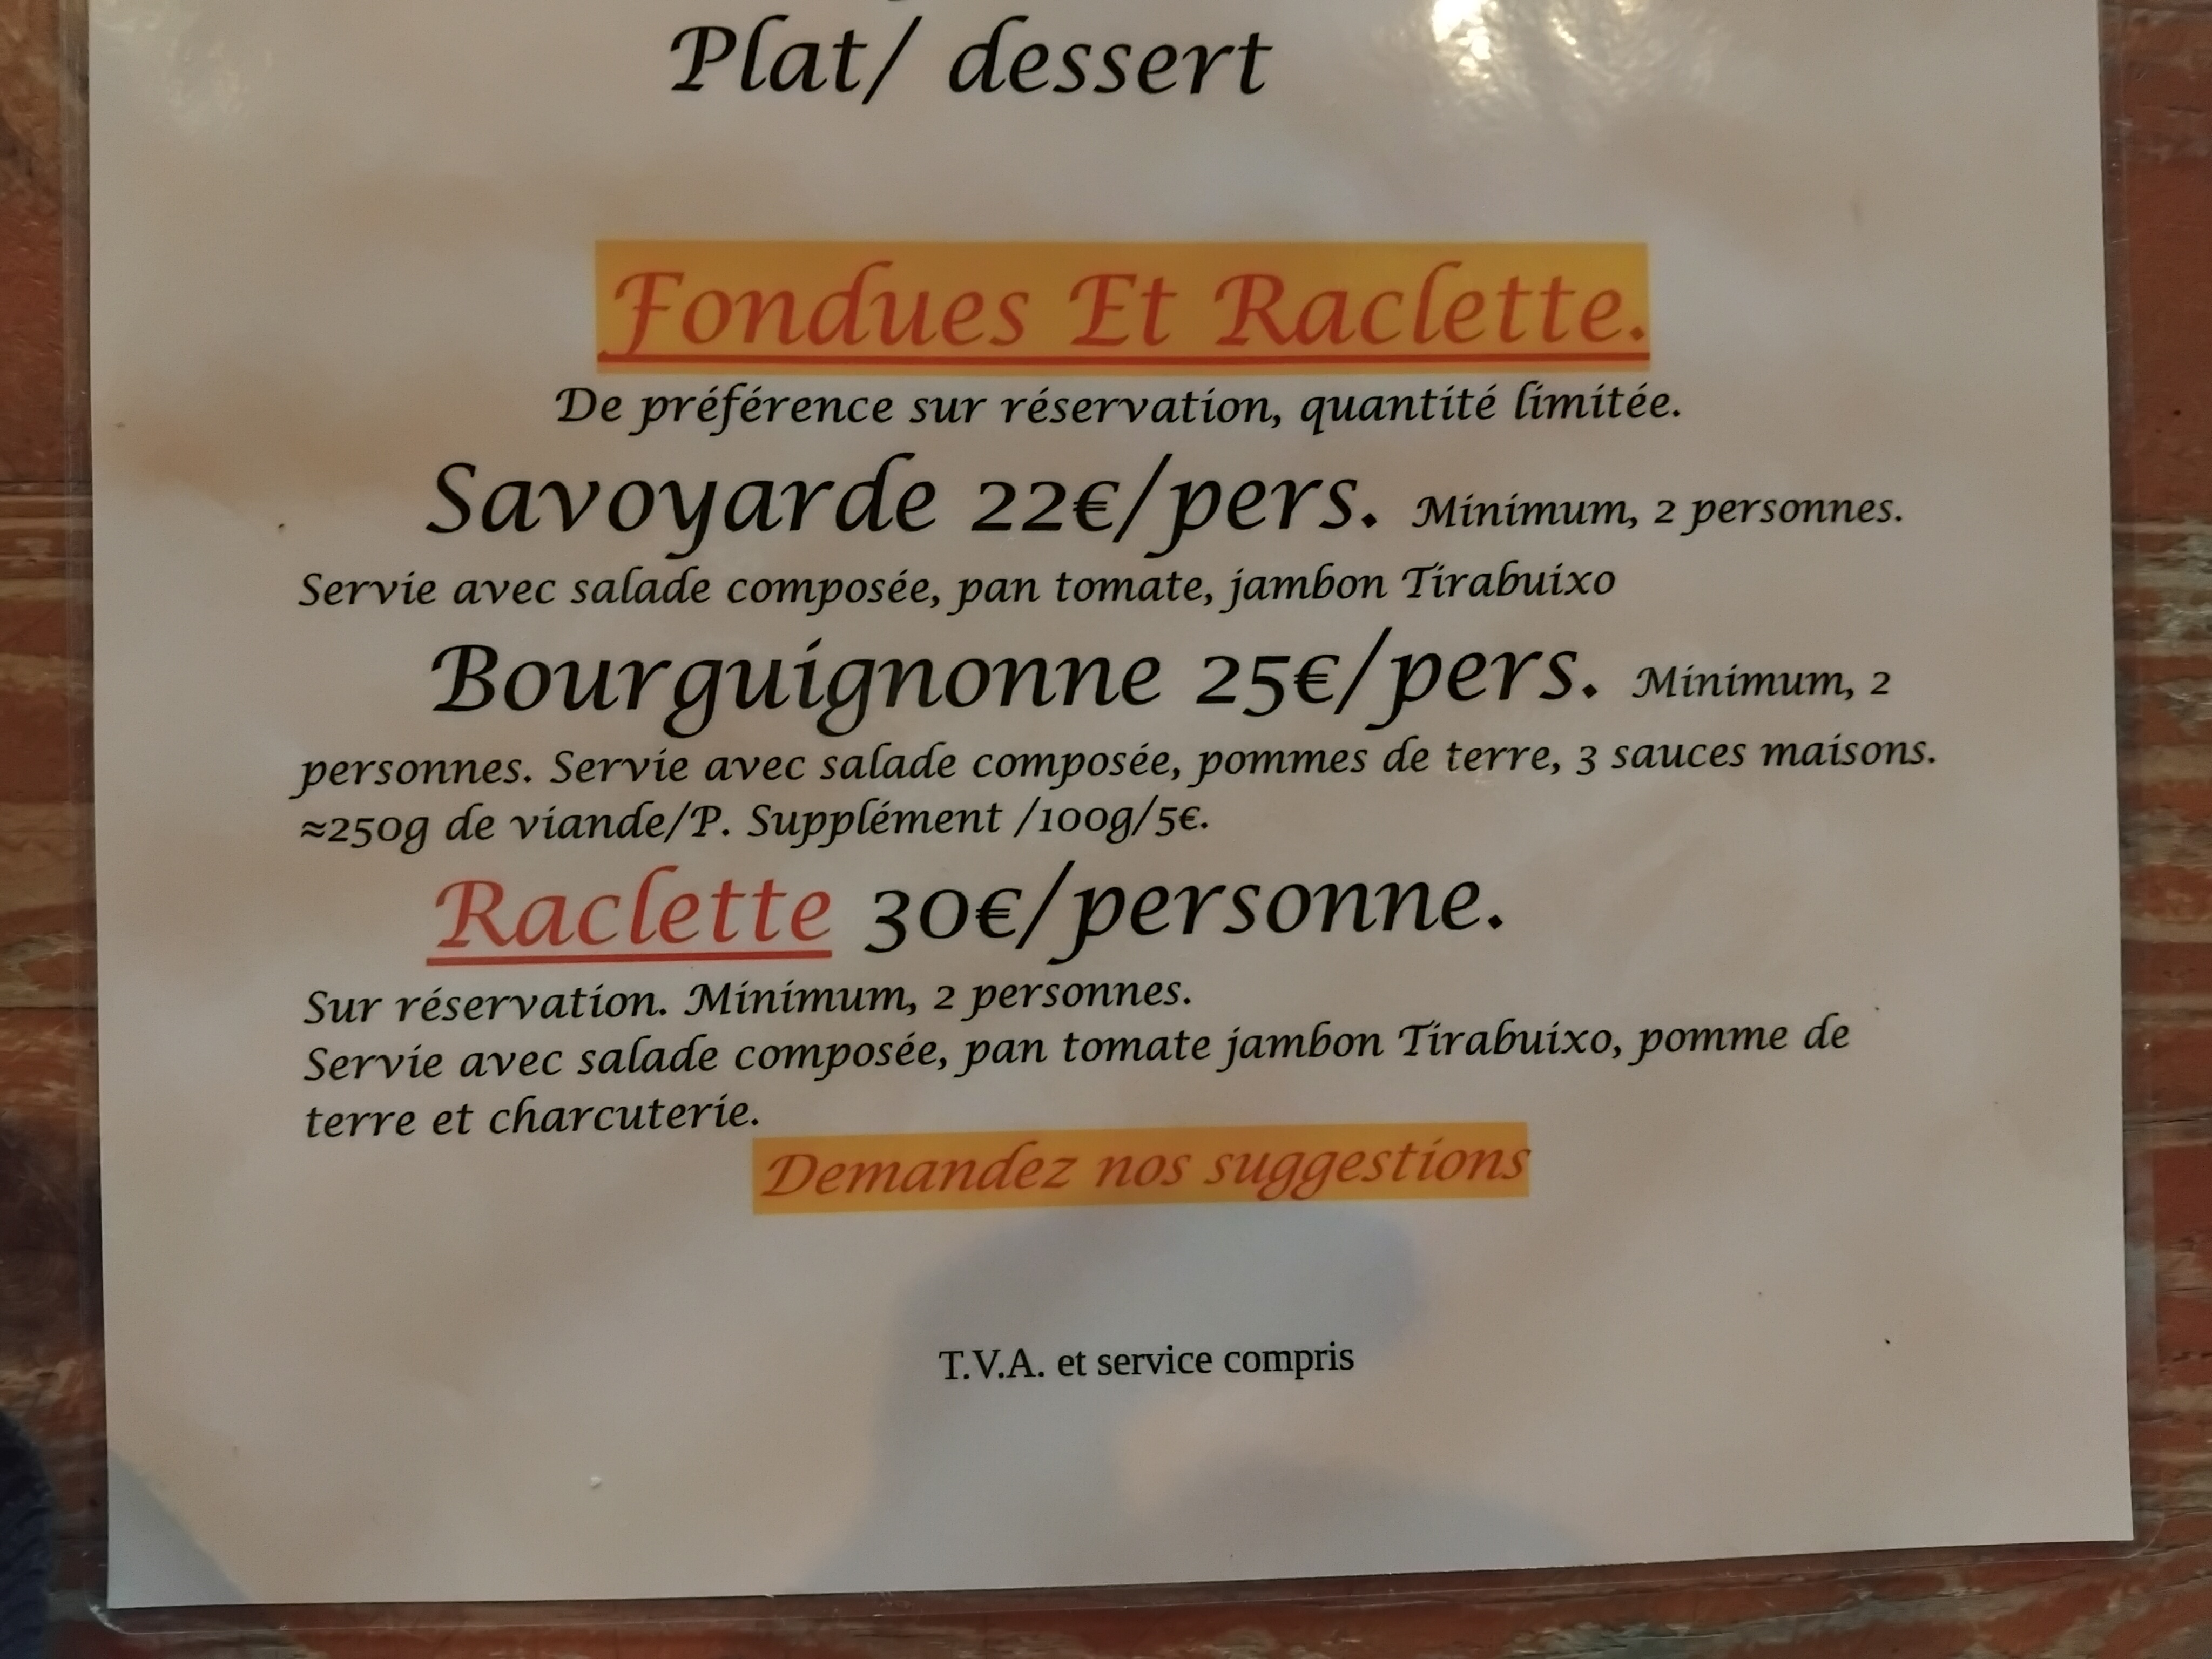 Plat/ dessert
Fondues Et Raclette.
De préférence sur réservation, quantité limitée.
Savoyarde 22€/pers. Minimum, 2 personnes.
Servie avec salade composée, pan tomate, jambon Tirabuixo
Bourguignonne 25€/pers. Minimum, 2
personnes. Servie avec salade composée, pommes de terre, 3 sauces maisons.
≈250g de viande/P. Supplément /100g/5€.
Raclette 30€/personne.
Sur réservation. Minimum, 2 personnes.
Servie avec salade composée, pan tomate jambon Tirabuixo, pomme de
terre et charcuterie.
Demandez nos suggestions
T.V.A. et service compris